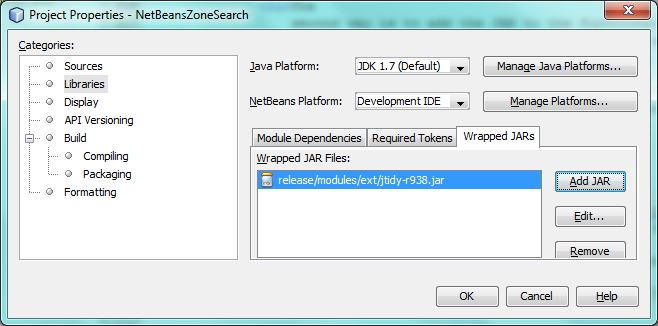 Project Properties - NetBeansZoneSearch
Categories:
Sources
Libraries
Display
API Versioning
Build
Compiling
Packaging
Formatting
Java Platform: JDK 1.7 (Default) Manage Java Platforms...
NetBeans Platform: Development IDE Manage Platforms...
Module Dependencies Required Tokens Wrapped JARs
Wrapped JAR Files:
release/modules/ext/jtidy-r938.jar
Add JAR
Edit...
Remove
OK Cancel Help